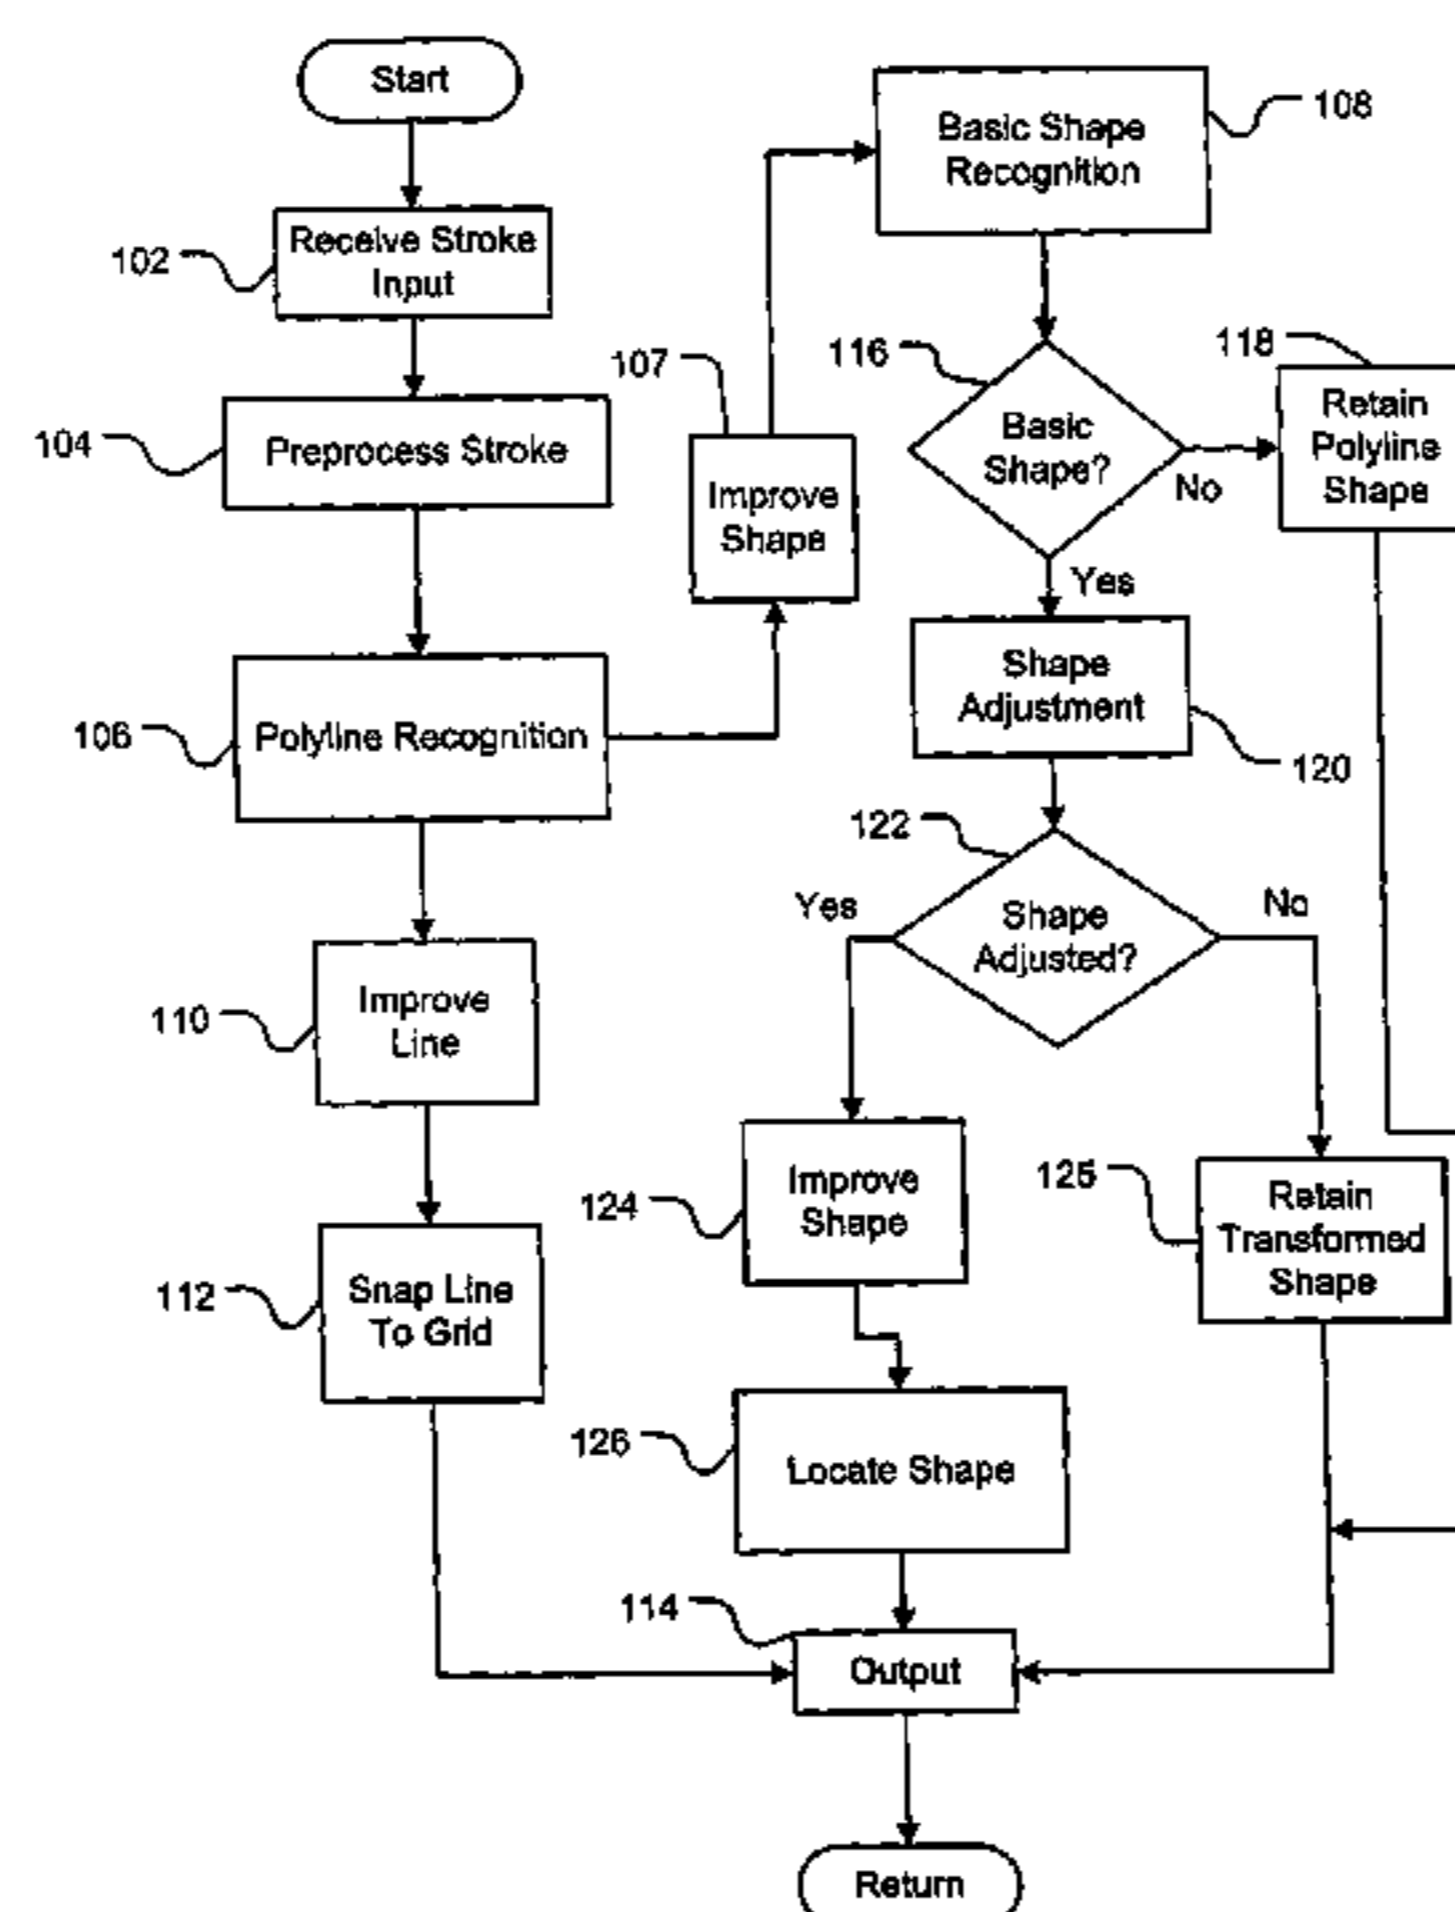 Start
102
Receive Stroke
Input
104
Preprocess Stroke
106
Polyline Recognition
110
Improve
Line
112
Snap Line
To Grid
107
Improve
Shape
Basic Shape
Recognition
108
116
Basic
Shape?
No
Yes
118
Retain
Polyline
Shape
Shape
Adjustment
120
122
Shape
Adjusted?
Yes
No
124
Improve
Shape
125
Retain
Transformed
Shape
126
Locate Shape
114
Output
Return